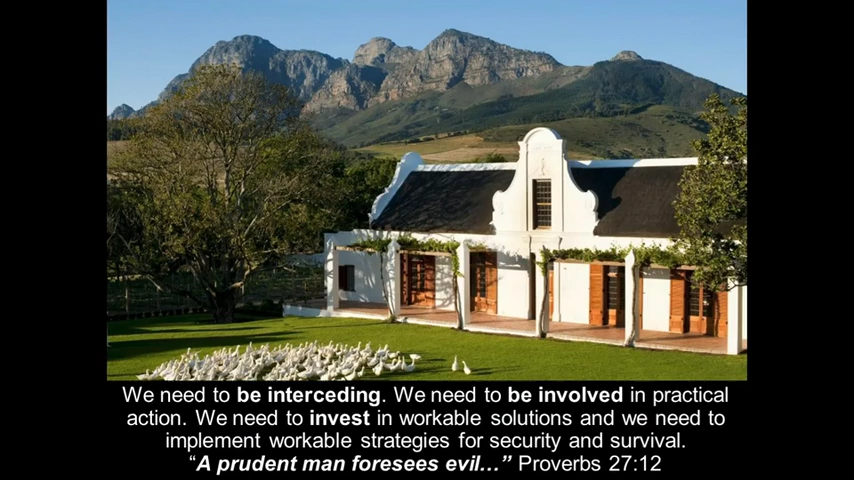 We need to be interceding. We need to be involved in practical
action. We need to invest in workable solutions and we need to
implement workable strategies for security and survival.
“A prudent man foresees evil…” Proverbs 27:12